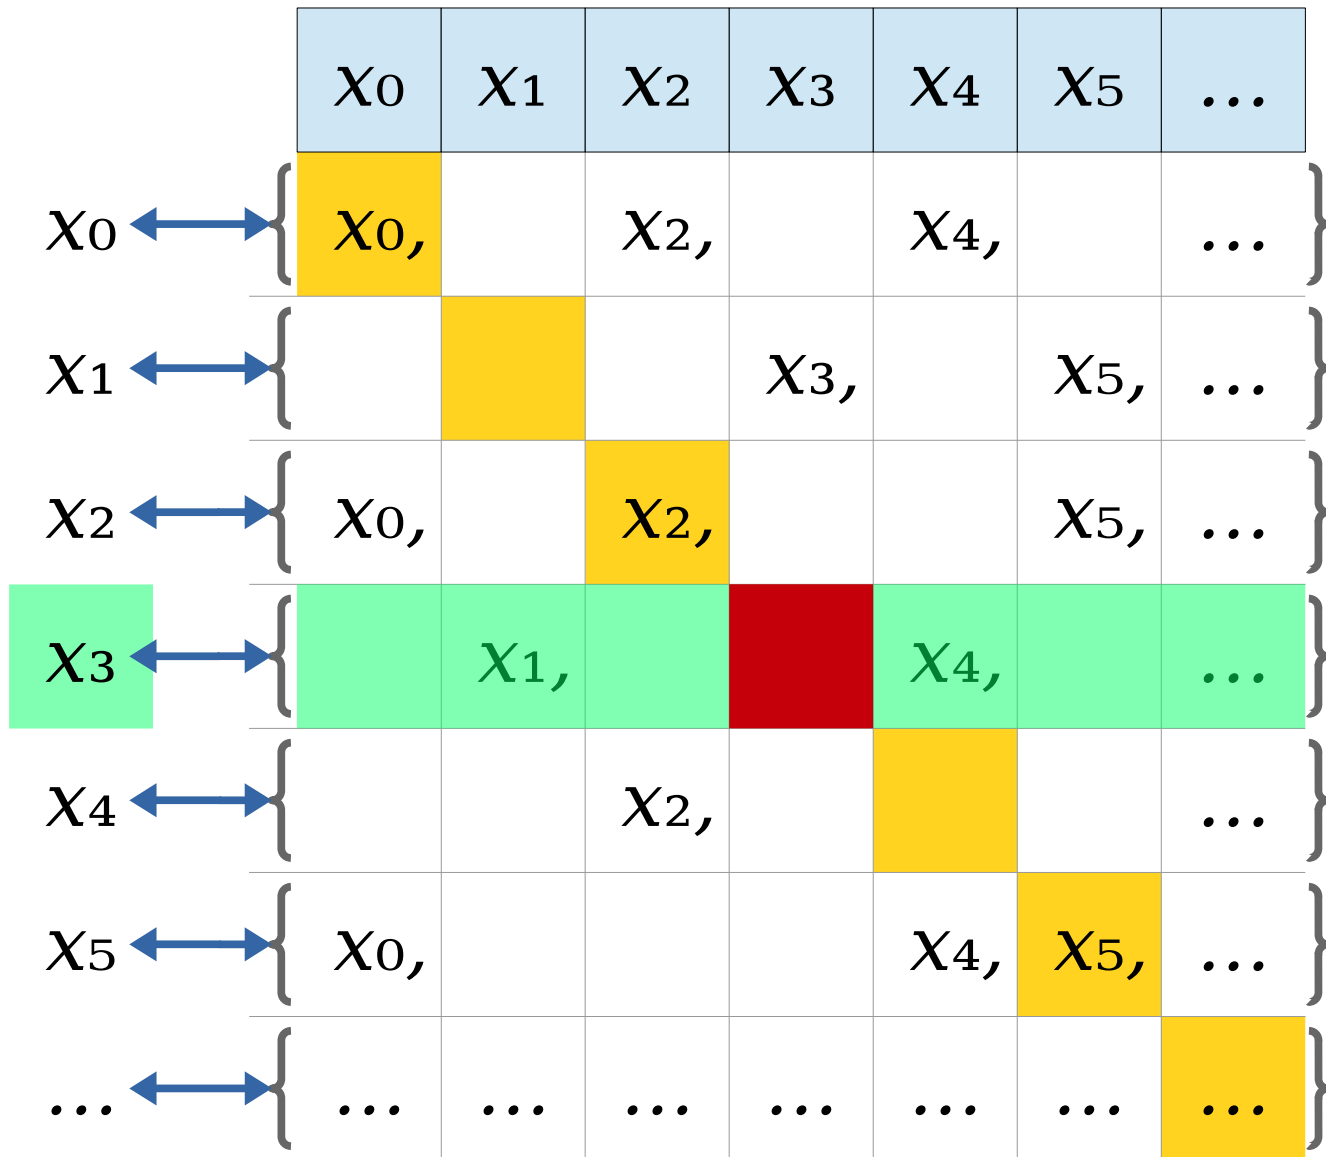 x₀ x₁ x₂ x₃ x₄ x₅ ...
x₀ { x₀, x₂, x₄, ... }
x₁ { x₃, x₅, ... }
x₂ { x₀, x₂, x₅, ... }
x₃ { x₁, x₄, ... }
x₄ { x₂, ... }
x₅ { x₀, x₄, x₅, ... }
... { ... ... ... ... ... ... ... }